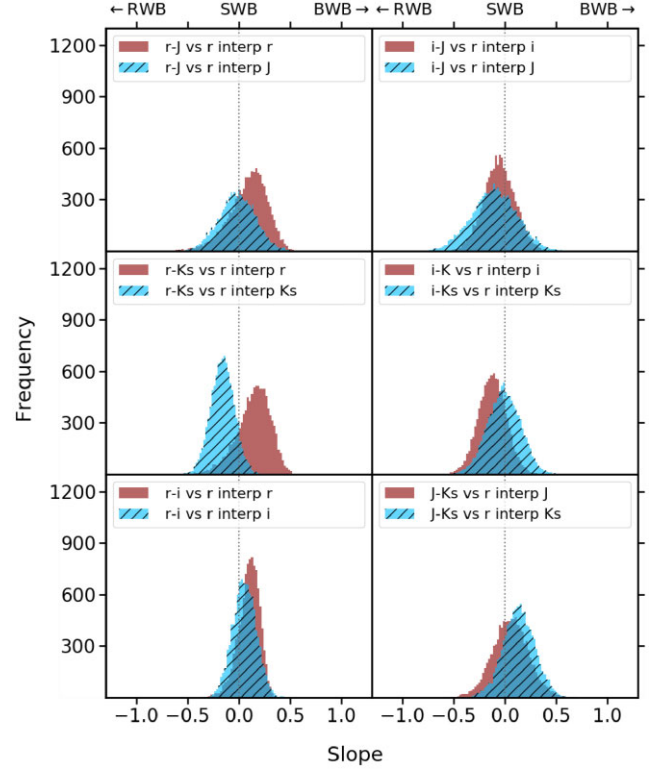 ← RWB SWB BWB → ← RWB SWB BWB →
1200
900
600
300
r-J vs r interp r
r-J vs r interp J
i-J vs r interp i
i-J vs r interp J
1200
900
600
300
r-Ks vs r interp r
r-Ks vs r interp Ks
i-K vs r interp i
i-Ks vs r interp Ks
Frequency
1200
900
600
300
r-i vs r interp r
r-i vs r interp i
J-Ks vs r interp J
J-Ks vs r interp Ks
−1.0 −0.5 0.0 0.5 1.0 −1.0 −0.5 0.0 0.5 1.0
Slope